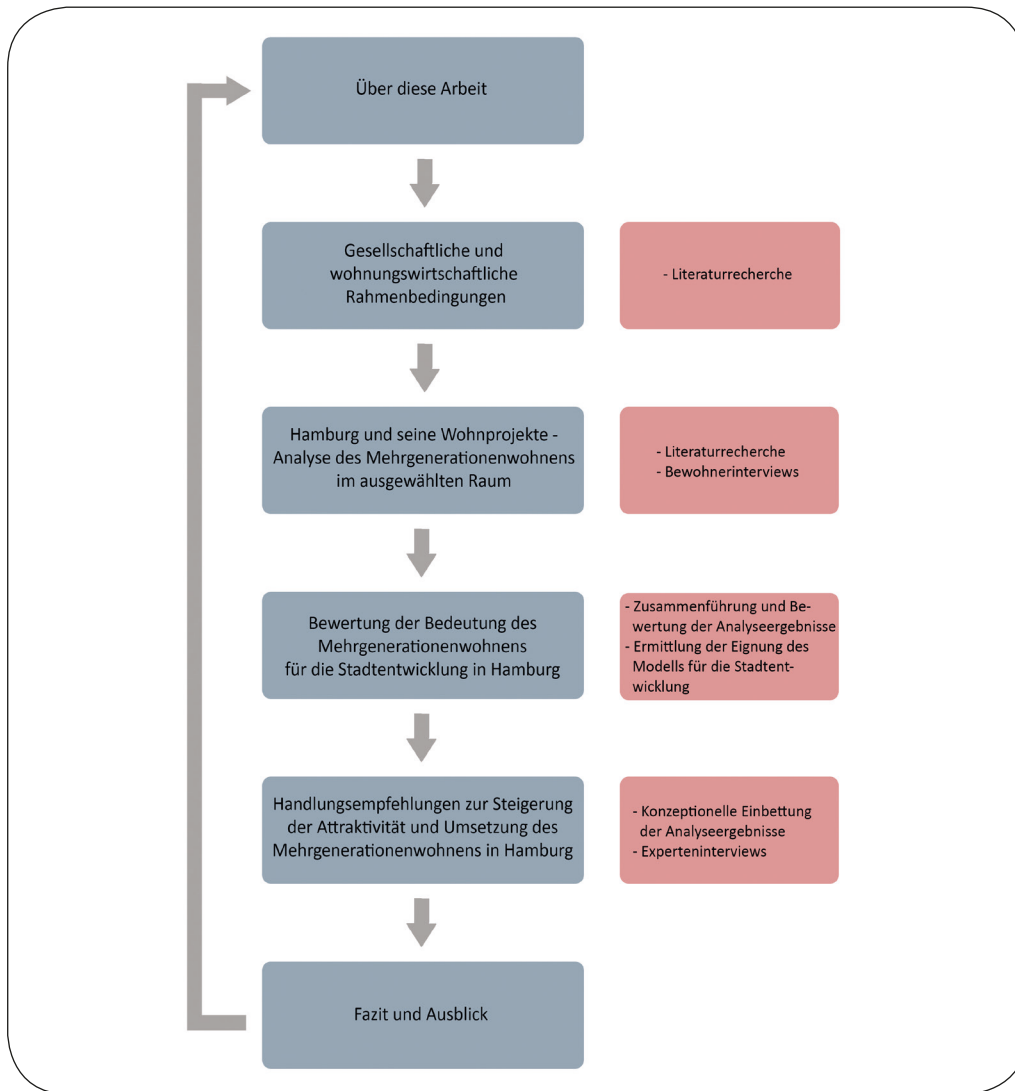 Über diese Arbeit
Gesellschaftliche und
wohnungswirtschaftliche
Rahmenbedingungen
- Literaturrecherche
Hamburg und seine Wohnprojekte -
Analyse des Mehrgenerationenwohnens
im ausgewählten Raum
- Literaturrecherche
- Bewohnerinterviews
Bewertung der Bedeutung des
Mehrgenerationenwohnens
für die Stadtentwicklung in Hamburg
- Zusammenführung und Be-
wertung der Analyseergebnisse
- Ermittlung der Eignung des
Modells für die Stadtent-
wicklung
Handlungsempfehlungen zur Steigerung
der Attraktivität und Umsetzung des
Mehrgenerationenwohnens in Hamburg
- Konzeptionelle Einbettung
der Analyseergebnisse
- Experteninterviews
Fazit und Ausblick